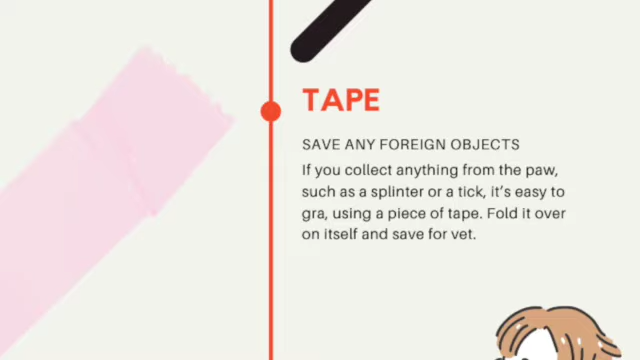 TAPE
SAVE ANY FOREIGN OBJECTS
If you collect anything from the paw,
such as a splinter or a tick, it's easy to
gra, using a piece of tape. Fold it over
on itself and save for vet.